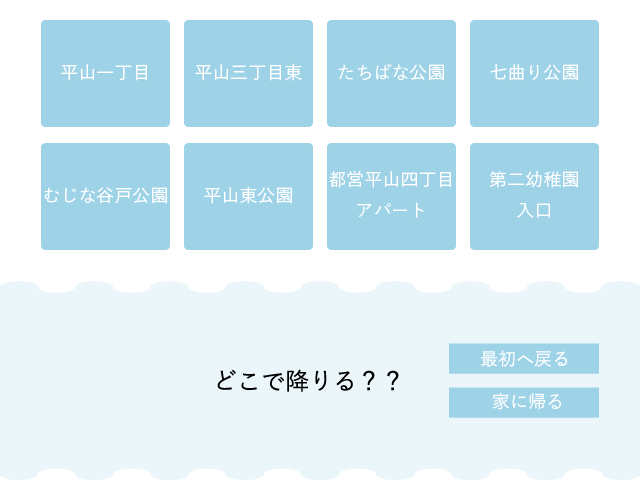 平山一丁目
平山三丁目東
たちばな公園
七曲り公園
むじな谷戸公園
平山東公園
都営平山四丁目
アパート
第二幼稚園
入口
どこで降りる？？
最初へ戻る
家に帰る